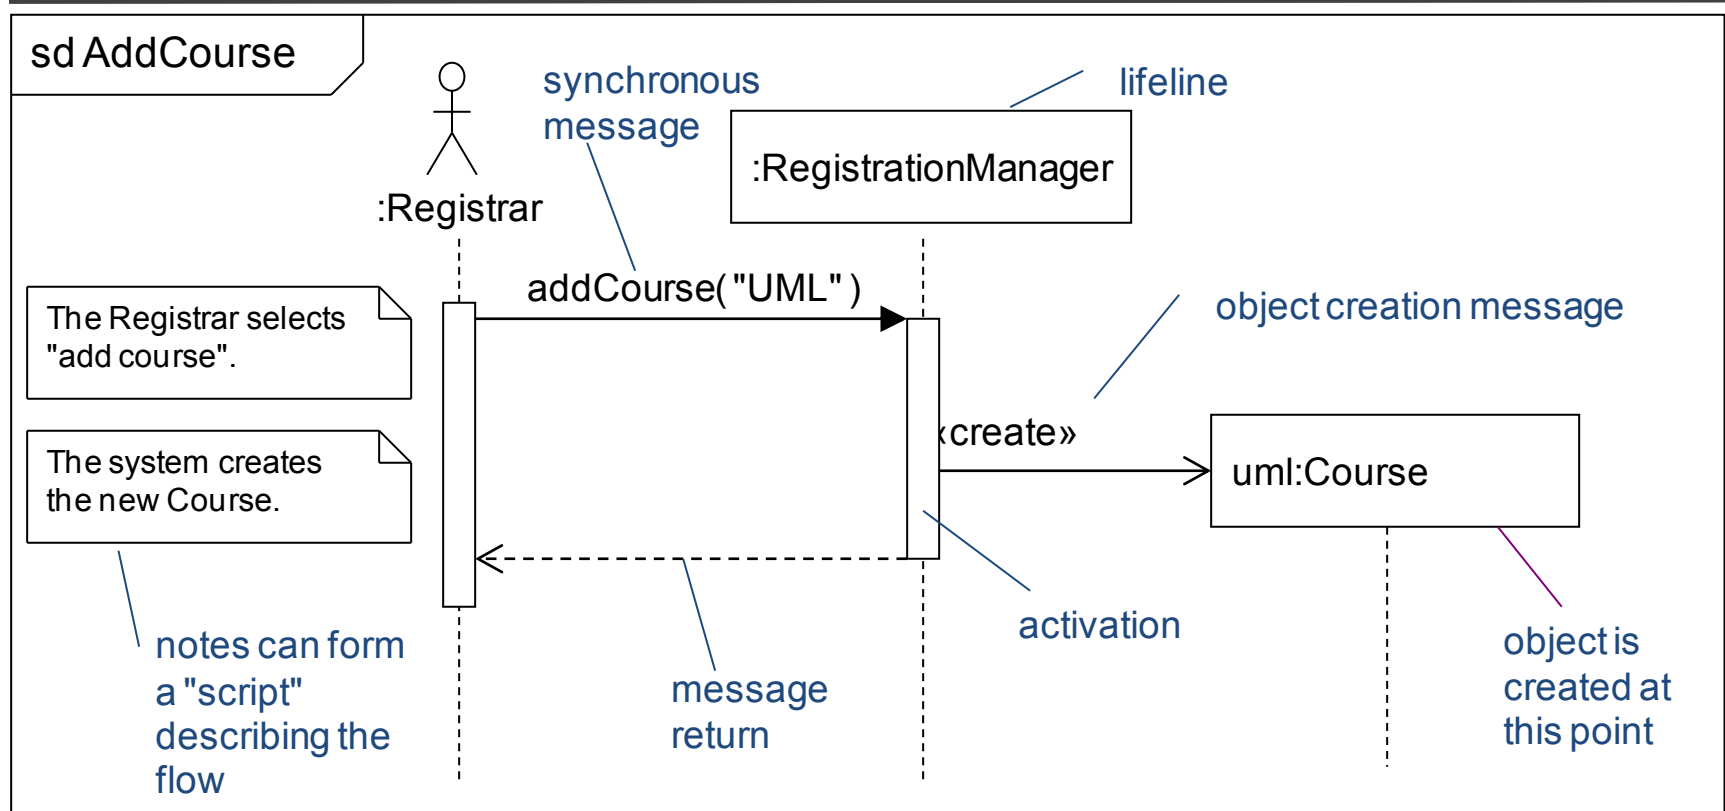 sd AddCourse
synchronous
message
lifeline
:RegistrationManager
:Registrar
addCourse("UML")
The Registrar selects
"add course".
object creation message
«create»
The system creates
the new Course.
uml:Course
activation
notes can form
a "script"
describing the
flow
message
return
object is
created at
this point